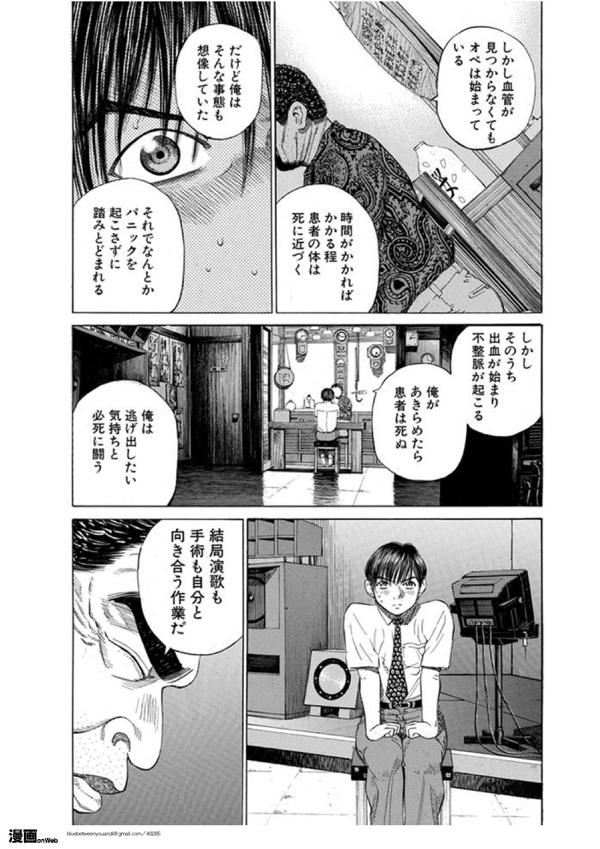 しかし血管が
見つからなくても
オペは始まって
いる
時間がかかれば
かかる程
患者の体は
死に近づく
だけど俺は
そんな事態も
想像していた
それでなんとか
パニックを
起こさずに
踏みとどまれる
しかし
そのうち
出血が始まり
不整脈が起こる
俺が
あきらめたら
患者は死ぬ
俺は
逃げ出したい
気持ちと
必死に闘う
結局演歌も
手術も自分と
向き合う作業だ
漫画 on Web
bluebetweenyouandi@gmail.com／40285